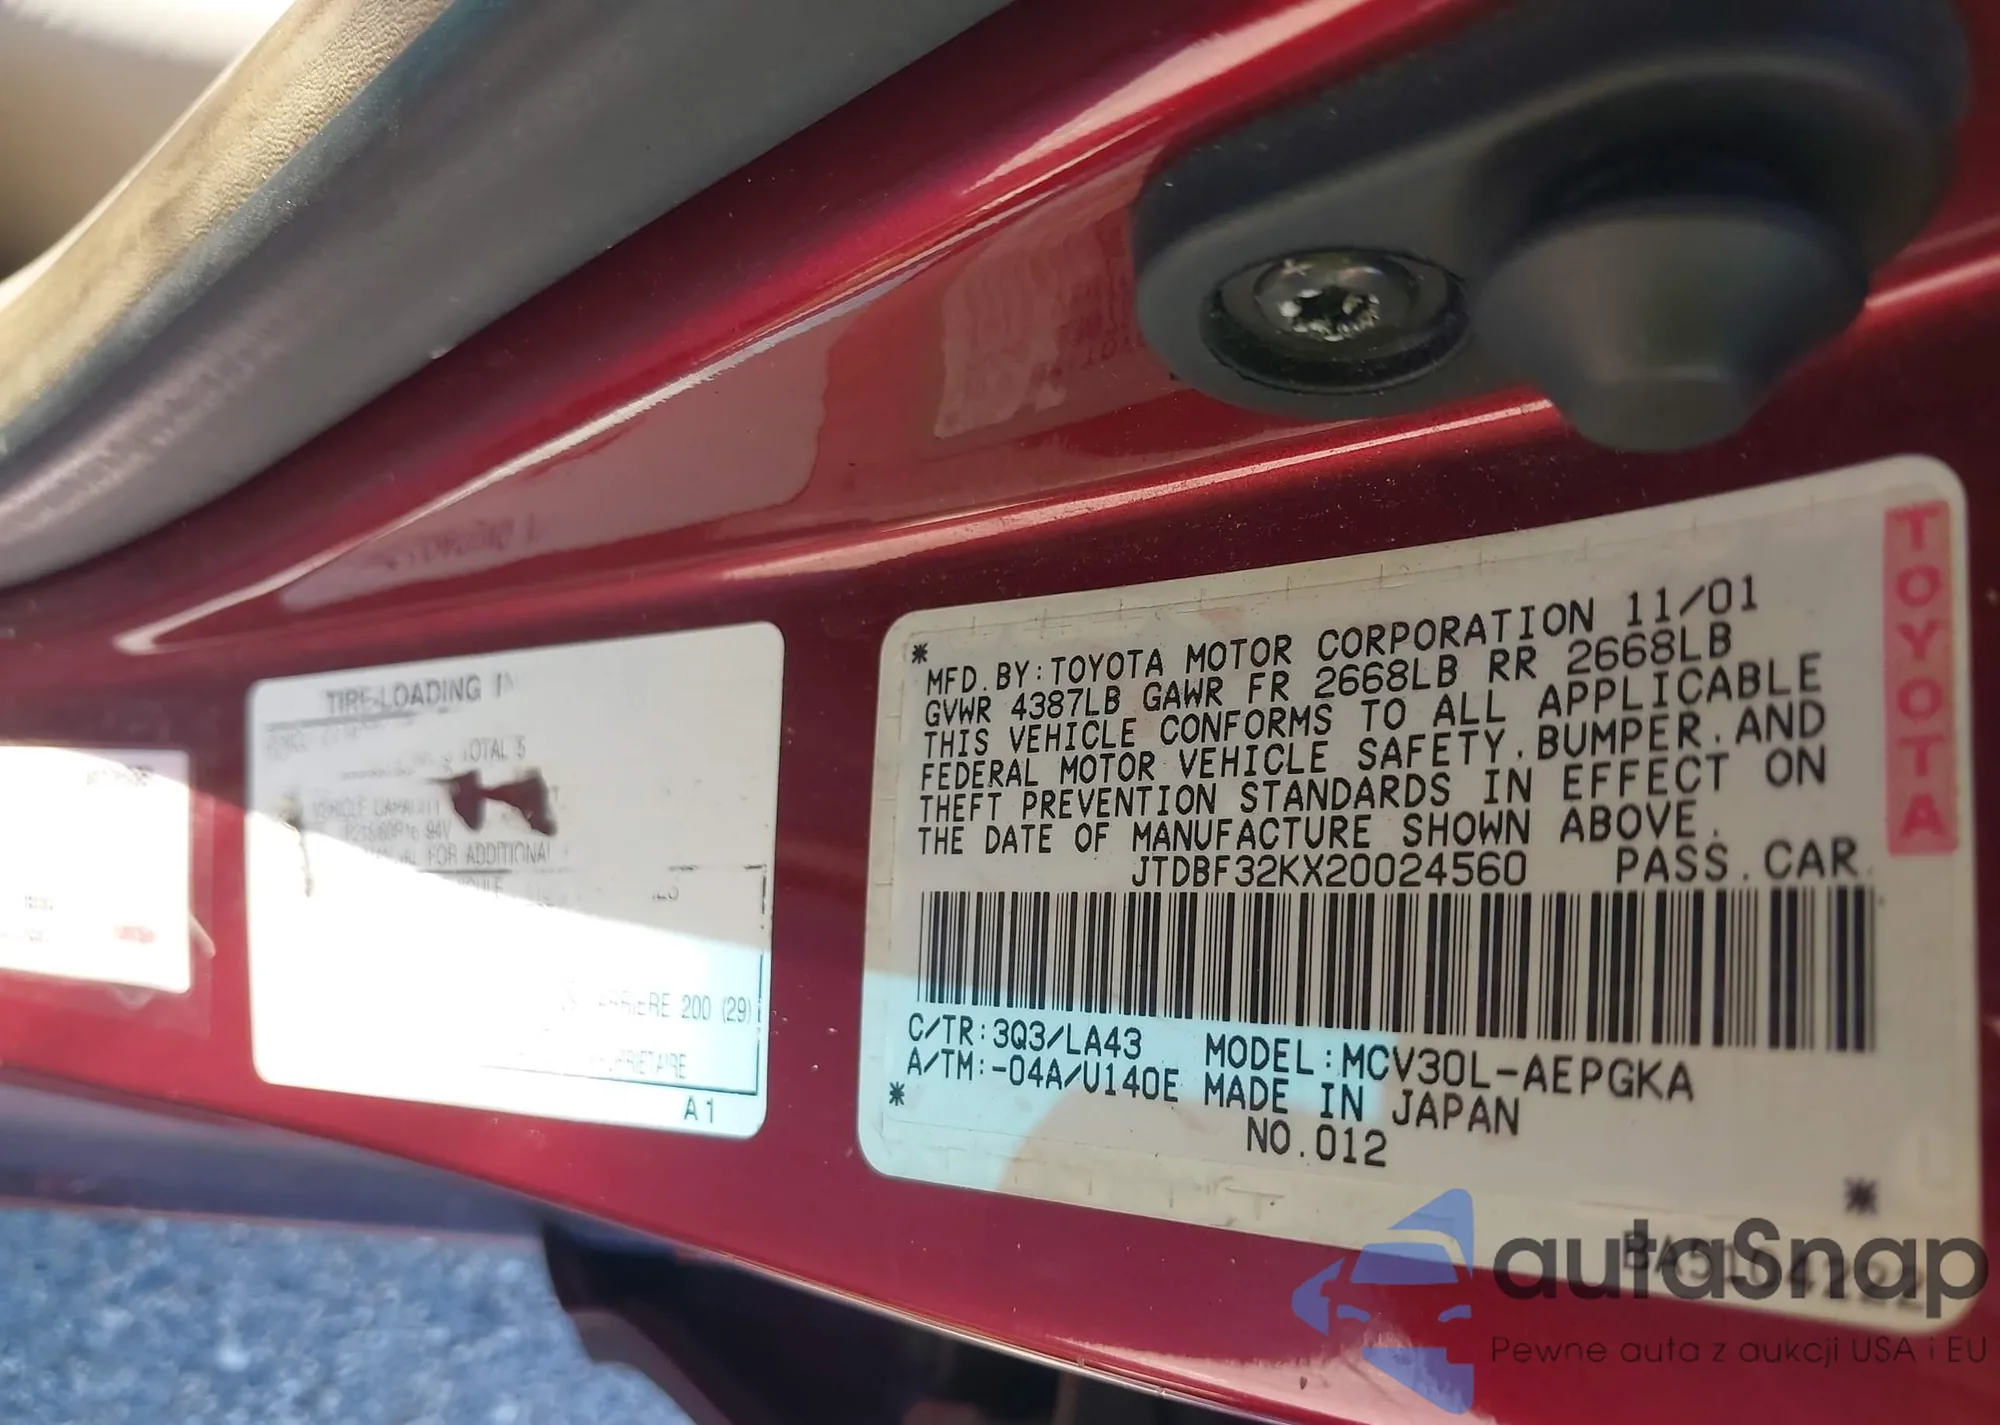 TIRE-LOADING
TOTAL 5
FOR ADDITIONAL
ARRIERE 200 (29)
A1
* MFD.BY:TOYOTA MOTOR CORPORATION 11/01
GVWR 4387LB GAWR FR 2668LB RR 2668LB
THIS VEHICLE CONFORMS TO ALL APPLICABLE
FEDERAL MOTOR VEHICLE SAFETY.BUMPER.AND
THEFT PREVENTION STANDARDS IN EFFECT ON
THE DATE OF MANUFACTURE SHOWN ABOVE.
JTDBF32KX20024560 PASS.CAR.
C/TR:3Q3/LA43 MODEL:MCV30L-AEPGKA
A/TM:-04A/U140E MADE IN JAPAN
* NO.012 *
TOYOTA
autaSnap
Pewne auta z aukcji USA i EU